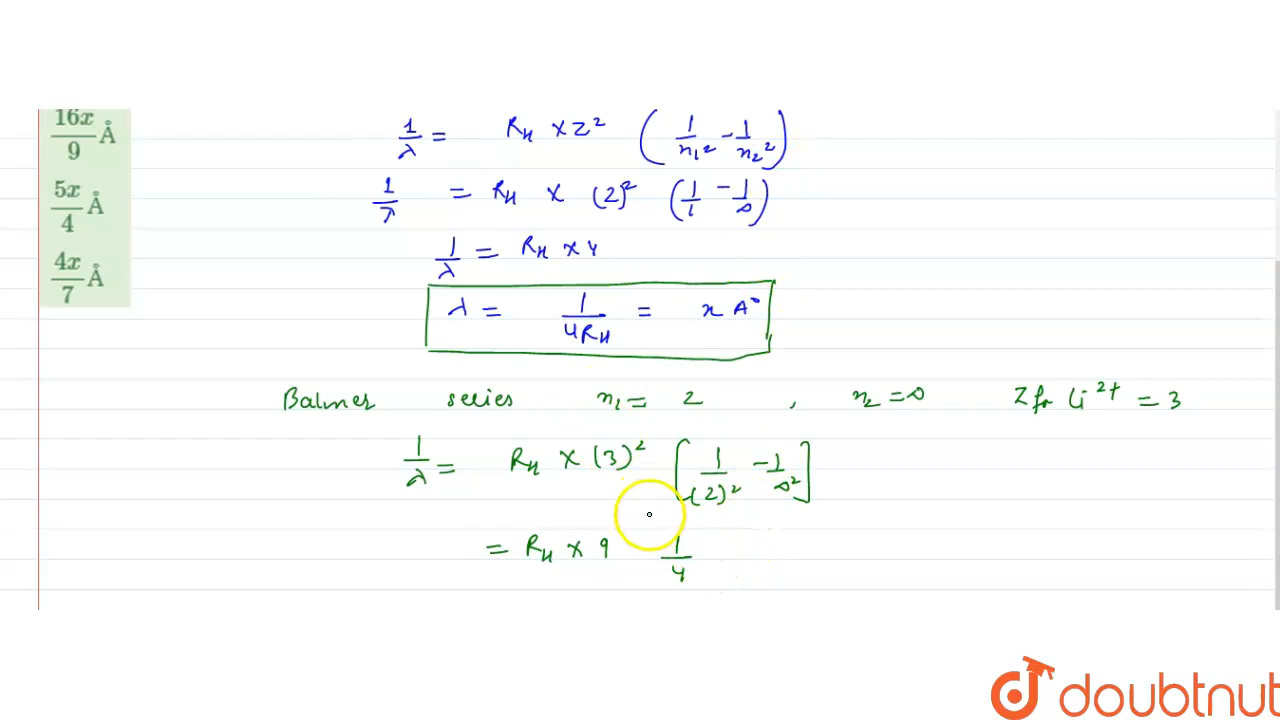 16x/9 Å
5x/4 Å
4x/7 Å
1/λ = R_H × Z² (1/n₁² - 1/n₂²)
1/λ = R_H × (2)² (1/1 - 1/∞)
1/λ = R_H × 4
λ = 1/4R_H = x A°
Balmer series n₁ = 2 , n₂ = ∞ Z for Li²⁺ = 3
1/λ = R_H × (3)² [1/(2)² - 1/∞²]
= R_H × 9 1/4
doubtnut